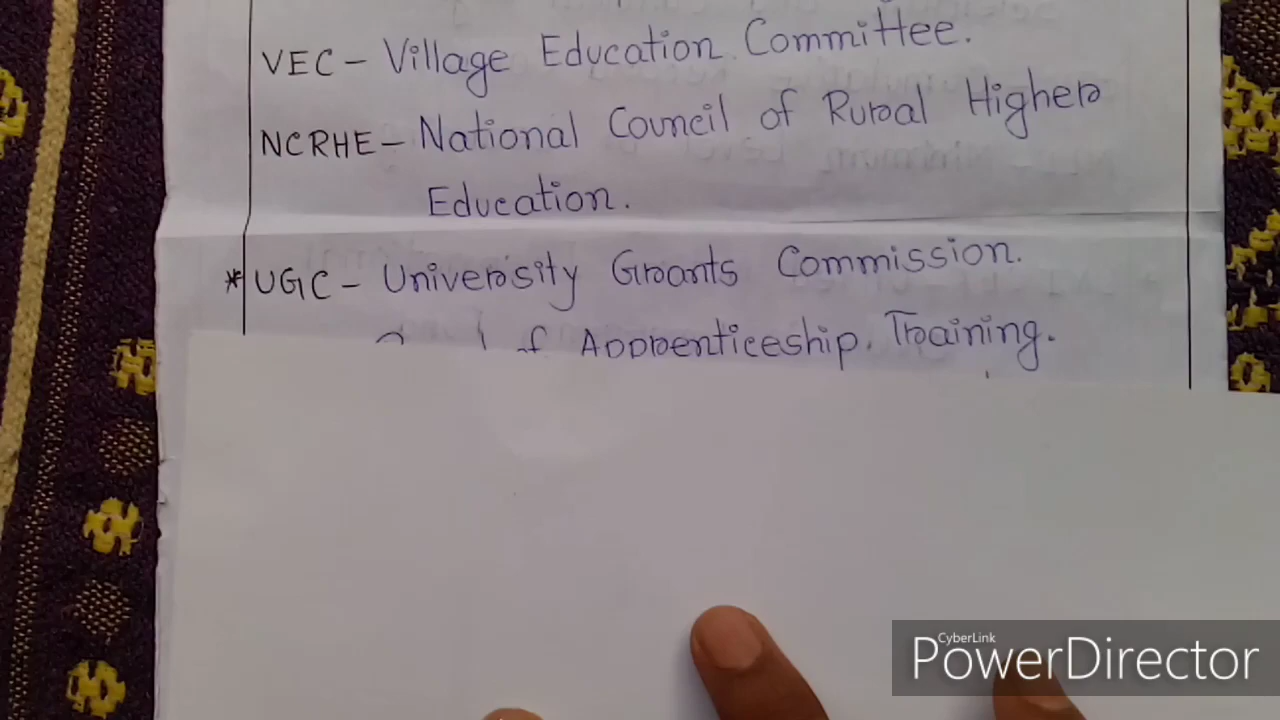 VEC - Village Education Committee.
NCRHE - National Council of Rural Higher
Education.
* UGC - University Grants Commission.
of Apprenticeship Training.
CyberLink
PowerDirector